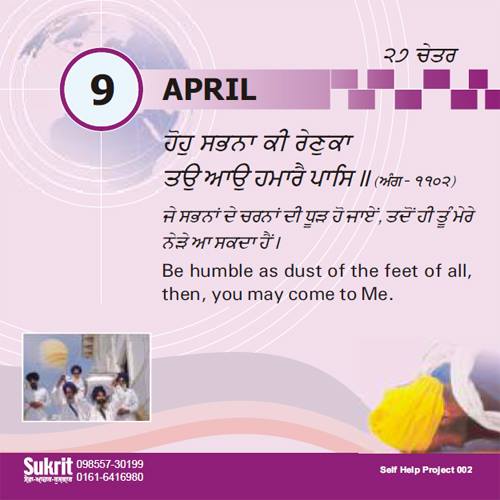 ੨੭ ਚੇਤਰ
9 APRIL
ਹੋਹੁ ਸਭਨਾ ਕੀ ਰੇਣੁਕਾ
ਤਉ ਆਉ ਹਮਾਰੈ ਪਾਸਿ ॥ (ਅੰਗ - ੧੧੦੨)
ਜੇ ਸਭਨਾਂ ਦੇ ਚਰਨਾਂ ਦੀ ਧੂੜ ਹੋ ਜਾਏਂ, ਤਦੋਂ ਹੀ ਤੂੰ ਮੇਰੇ
ਨੇੜੇ ਆ ਸਕਦਾ ਹੈਂ।
Be humble as dust of the feet of all,
then, you may come to Me.
Sukrit 098557-30199
ਸੇਵਾ-ਆਚਾਰ-ਰੁਜ਼ਗਾਰ 0161-6416980
Self Help Project 002